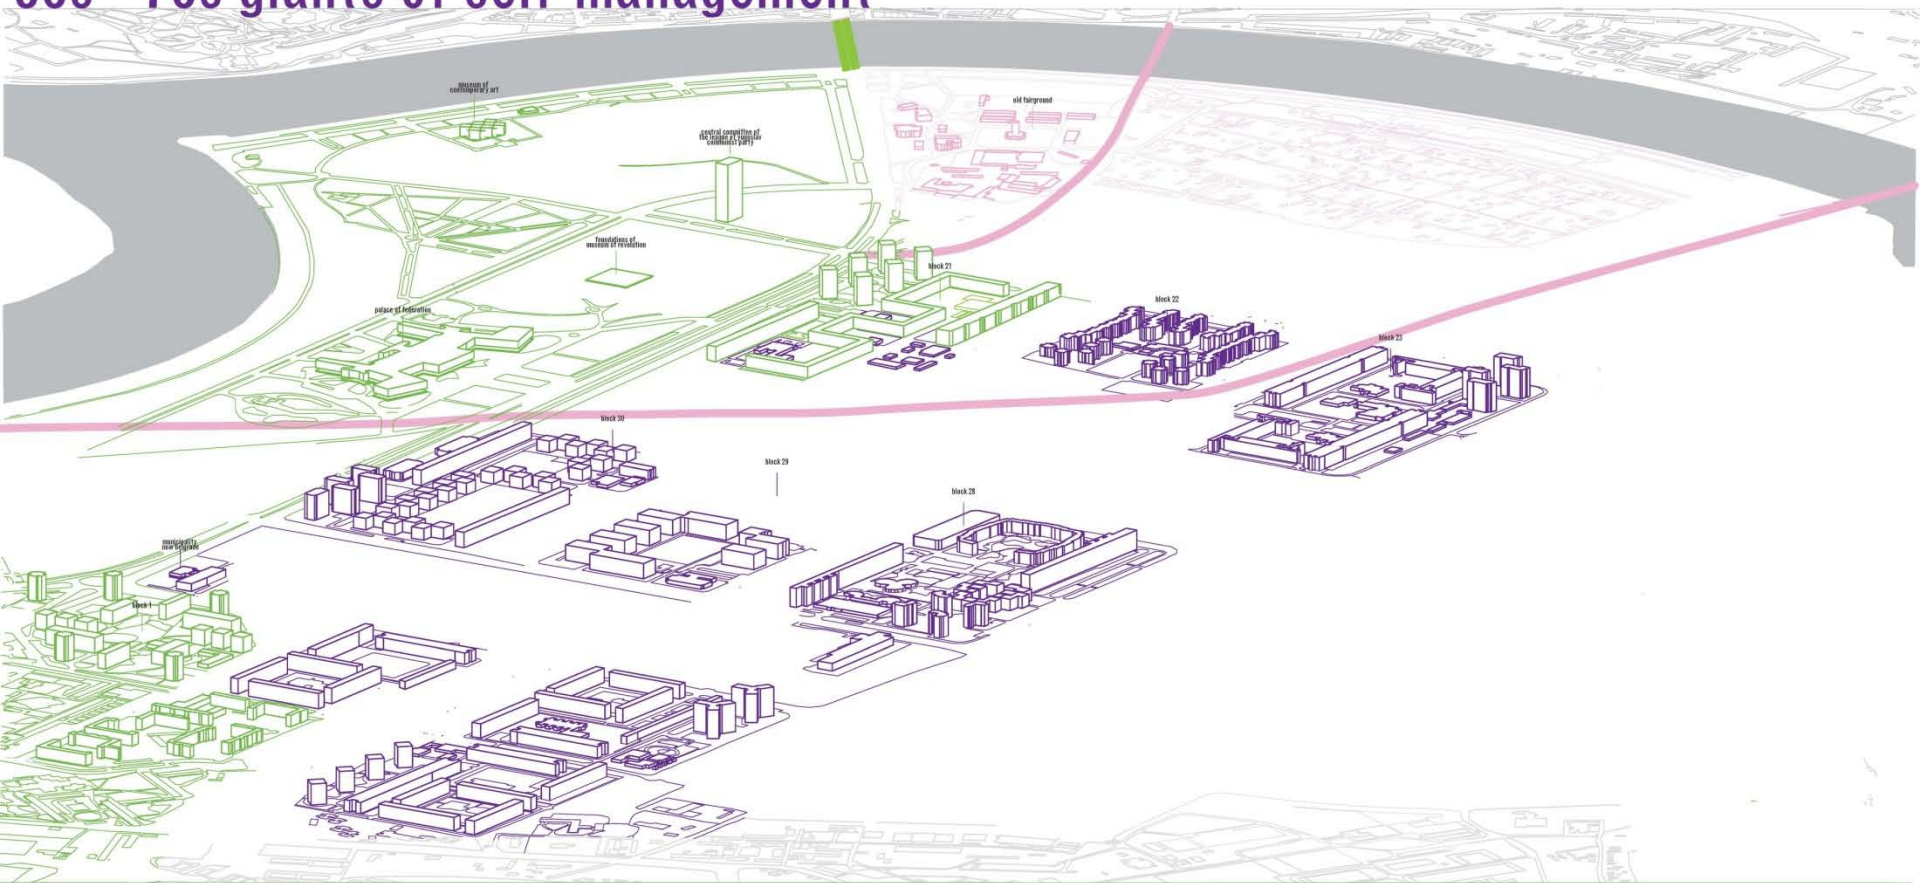 giants of self-management
museum of
contemporary art
old fairground
central committee of
the league of yugoslav
communist party
foundations of
museum of revolution
block 21
palace of federation
block 22
block 23
block 30
block 29
block 28
municipality
new belgrade
block 1